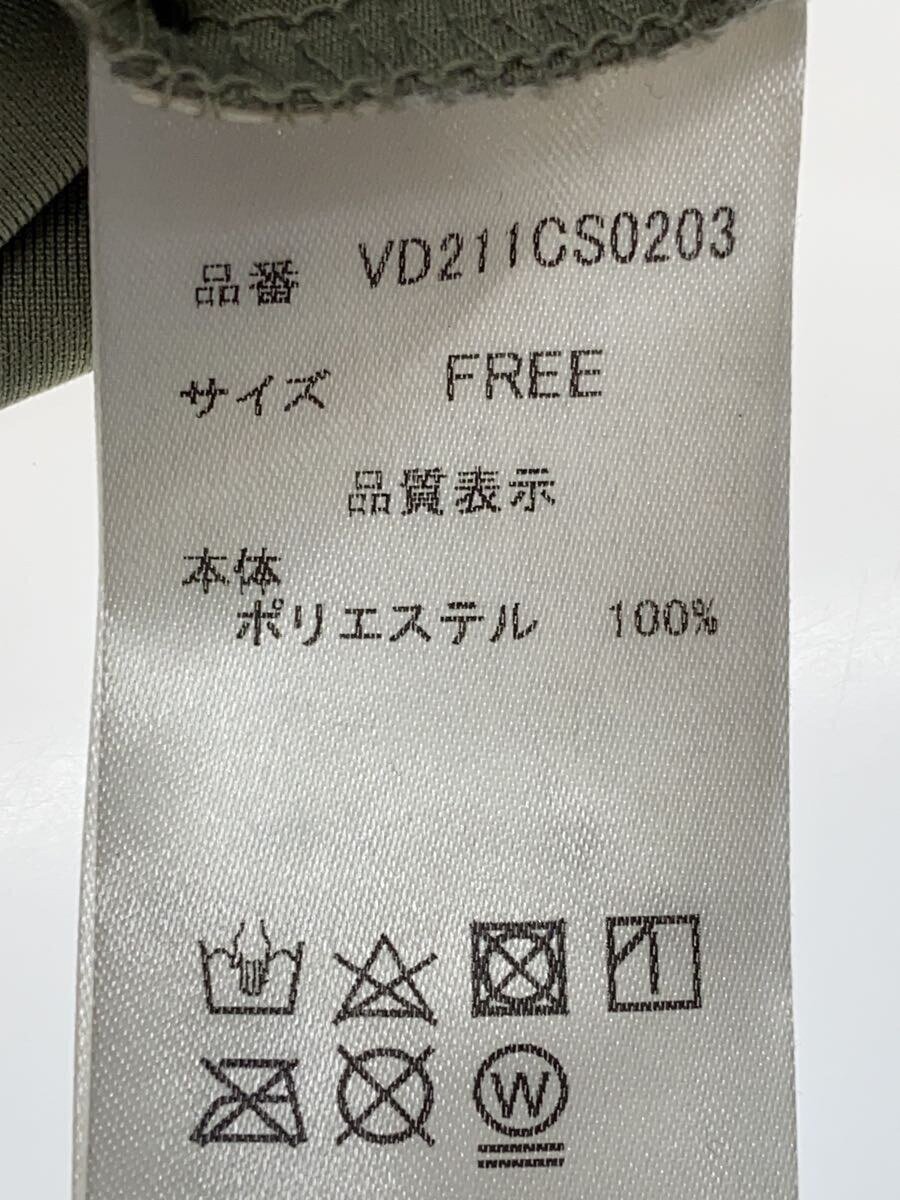 品番 VD211CS0203
サイズ FREE
品質表示
本体
ポリエステル 100%
W